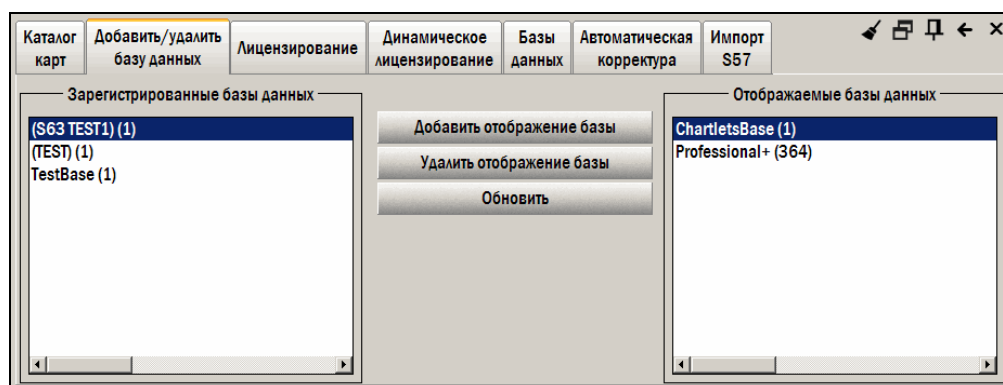 Каталог карт
Добавить/удалить базу данных
Лицензирование
Динамическое лицензирование
Базы данных
Автоматическая корректура
Импорт S57
Зарегистрированные базы данных
(S63 TEST1) (1)
(TEST) (1)
TestBase (1)
Добавить отображение базы
Удалить отображение базы
Обновить
Отображаемые базы данных
ChartletsBase (1)
Professional+ (364)